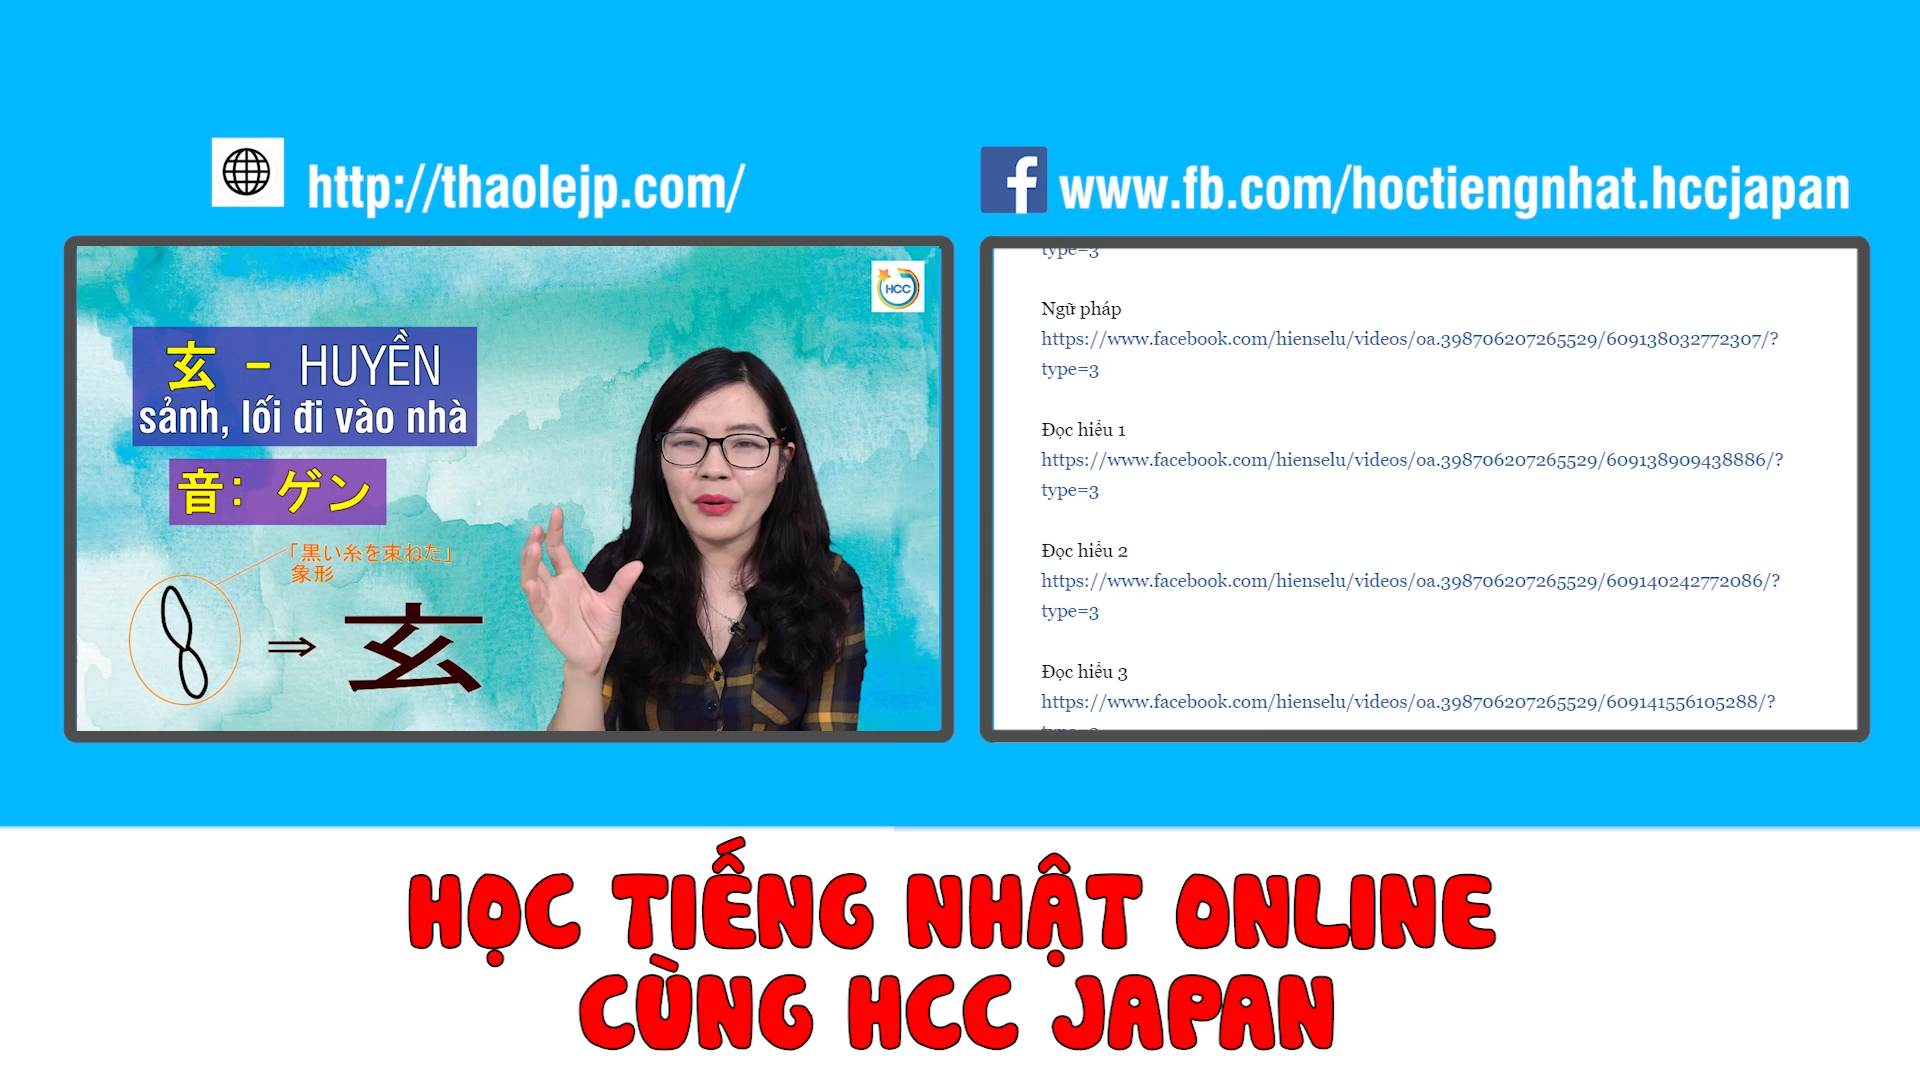 http://thaolejp.com/
www.fb.com/hoctiengnhat.hccjapan
HCC
玄 - HUYỀN
sảnh, lối đi vào nhà
音: ゲン
「黒い糸を束ねた」
象形
⇒ 玄
type=3
Ngữ pháp
https://www.facebook.com/hienselu/videos/oa.398706207265529/609138032772307/?
type=3
Đọc hiểu 1
https://www.facebook.com/hienselu/videos/oa.398706207265529/609138909438886/?
type=3
Đọc hiểu 2
https://www.facebook.com/hienselu/videos/oa.398706207265529/609140242772086/?
type=3
Đọc hiểu 3
https://www.facebook.com/hienselu/videos/oa.398706207265529/609141556105288/?
type=3
HỌC TIẾNG NHẬT ONLINE
CÙNG HCC JAPAN